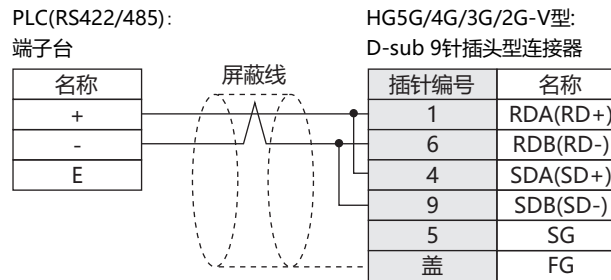 PLC(RS422/485):
端子台
HG5G/4G/3G/2G-V型:
D-sub 9针插头型连接器
名称
+
-
E
屏蔽线
插针编号 名称
1 RDA(RD+)
6 RDB(RD-)
4 SDA(SD+)
9 SDB(SD-)
5 SG
盖 FG